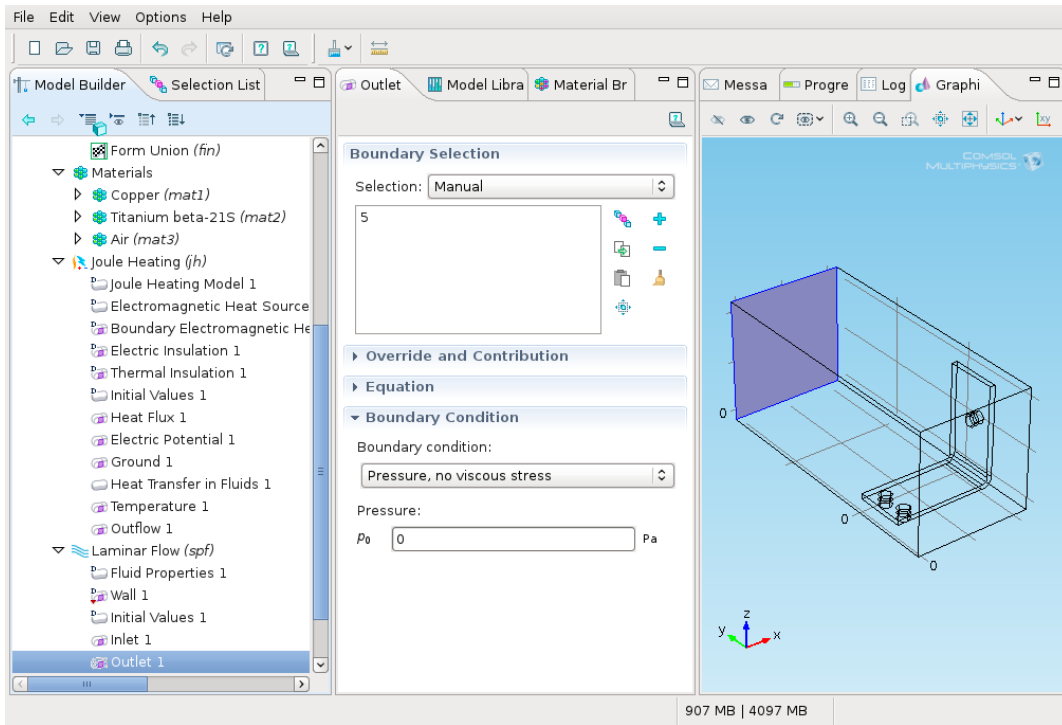 File Edit View Options Help
Model Builder
Selection List
Form Union (fin)
Materials
Copper (mat1)
Titanium beta-21S (mat2)
Air (mat3)
Joule Heating (jh)
Joule Heating Model 1
Electromagnetic Heat Source
Boundary Electromagnetic He
Electric Insulation 1
Thermal Insulation 1
Initial Values 1
Heat Flux 1
Electric Potential 1
Ground 1
Heat Transfer in Fluids 1
Temperature 1
Outflow 1
Laminar Flow (spf)
Fluid Properties 1
Wall 1
Initial Values 1
Inlet 1
Outlet 1
Outlet
Model Libra
Material Br
Boundary Selection
Selection: Manual
5
Override and Contribution
Equation
Boundary Condition
Boundary condition:
Pressure, no viscous stress
Pressure:
p0 0 Pa
Messa
Progre
Log
Graphi
xy
COMSOL
MULTIPHYSICS
0
0
0
z
y
x
907 MB | 4097 MB